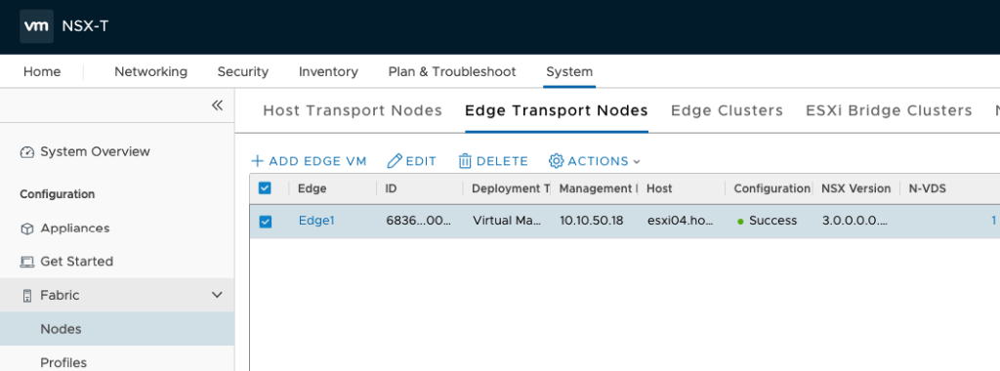 vm NSX-T
Home Networking Security Inventory Plan & Troubleshoot System
Host Transport Nodes Edge Transport Nodes Edge Clusters ESXi Bridge Clusters
ADD EDGE VM EDIT DELETE ACTIONS
System Overview
Configuration
Appliances
Get Started
Fabric
Nodes
Profiles
Edge ID Deployment T Management I Host Configuration NSX Version N-VDS
Edge1 6836...00... Virtual Ma... 10.10.50.18 esxi04.ho... Success 3.0.0.0.0.... 1